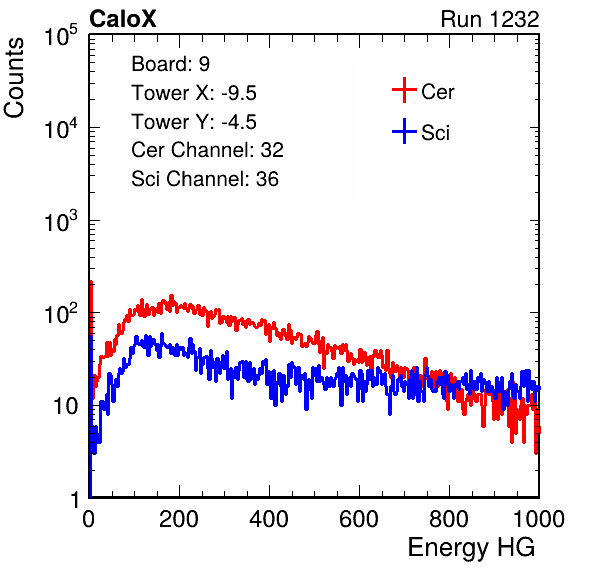 CaloX Run 1232
Counts
10^5
10^4
10^3
10^2
10
1
Board: 9
Tower X: -9.5
Tower Y: -4.5
Cer Channel: 32
Sci Channel: 36
Cer
Sci
0 200 400 600 800 1000
Energy HG